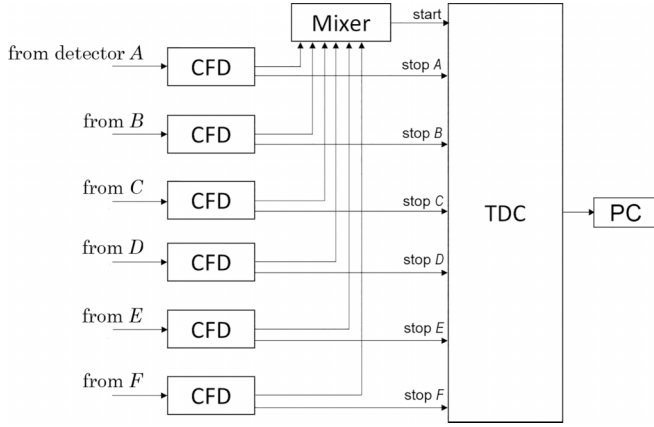 Mixer
start
from detector A
CFD
stop A
from B
CFD
stop B
from C
CFD
stop C
TDC
PC
from D
CFD
stop D
from E
CFD
stop E
from F
CFD
stop F